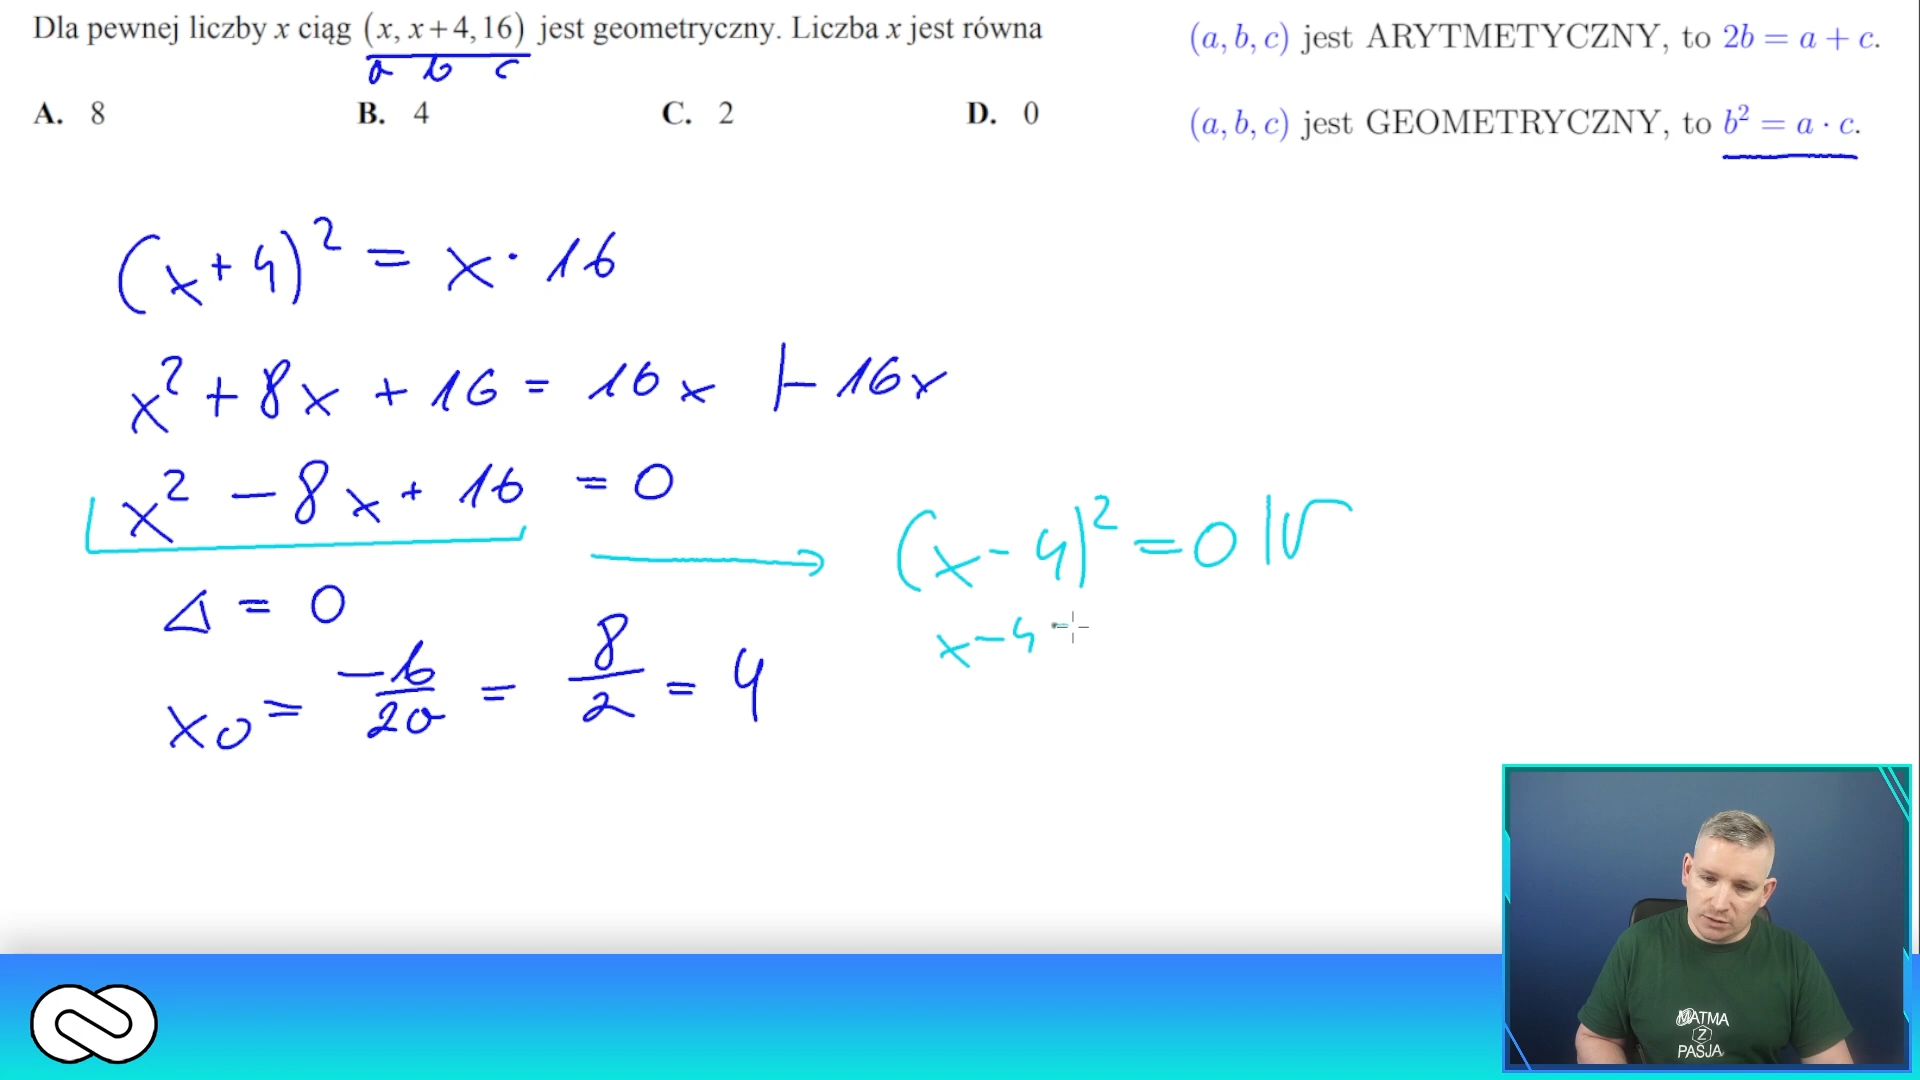 Dla pewnej liczby x ciąg (x, x+4, 16) jest geometryczny. Liczba x jest równa
a b c
A. 8 B. 4 C. 2 D. 0
(a, b, c) jest ARYTMETYCZNY, to 2b = a + c.
(a, b, c) jest GEOMETRYCZNY, to b² = a · c.
(x+4)² = x · 16
x² + 8x + 16 = 16x |- 16x
x² - 8x + 16 = 0
(x - 4)² = 0 |√
Δ = 0
x - 4 =
x₀ = -b/2a = 8/2 = 4
MATMA
Z
PASJĄ